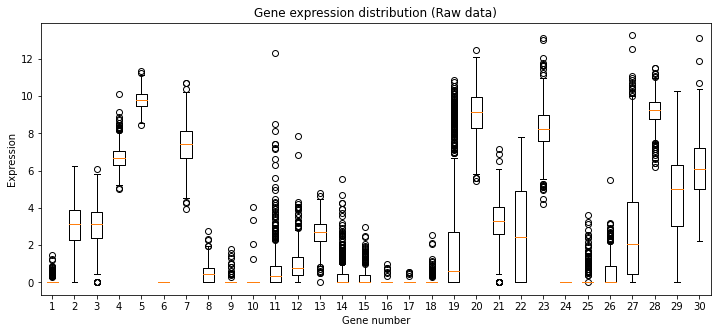 Gene expression distribution (Raw data)
Expression
12
10
8
6
4
2
0
1 2 3 4 5 6 7 8 9 10 11 12 13 14 15 16 17 18 19 20 21 22 23 24 25 26 27 28 29 30
Gene number